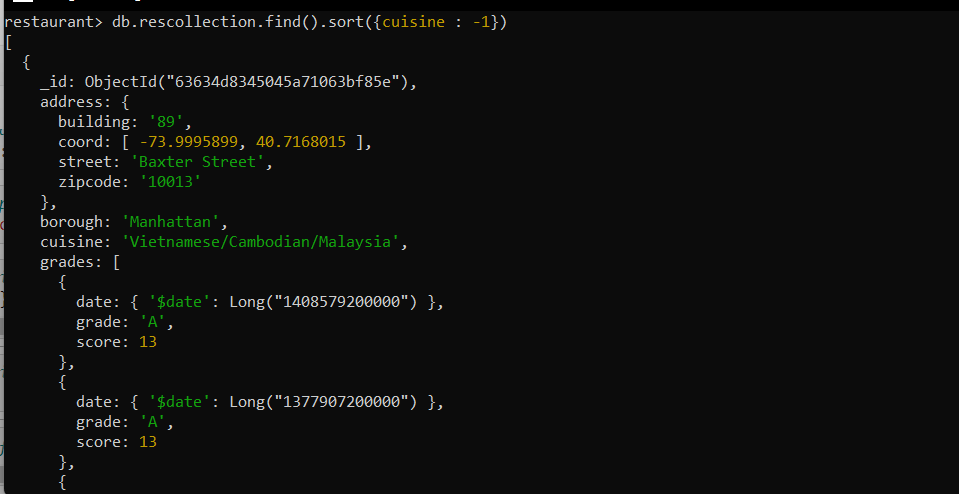 restaurant> db.rescollection.find().sort({cuisine : -1})
[
  {
    _id: ObjectId("63634d8345045a71063bf85e"),
    address: {
      building: '89',
      coord: [ -73.9995899, 40.7168015 ],
      street: 'Baxter Street',
      zipcode: '10013'
    },
    borough: 'Manhattan',
    cuisine: 'Vietnamese/Cambodian/Malaysia',
    grades: [
      {
        date: { '$date': Long("1408579200000") },
        grade: 'A',
        score: 13
      },
      {
        date: { '$date': Long("1377907200000") },
        grade: 'A',
        score: 13
      },
      {